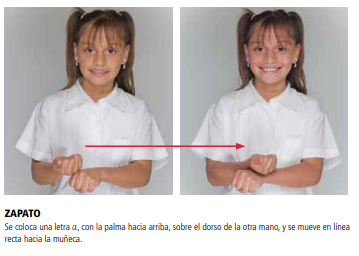 ZAPATO
Se coloca una letra a, con la palma hacia arriba, sobre el dorso de la otra mano, y se mueve en línea
recta hacia la muñeca.